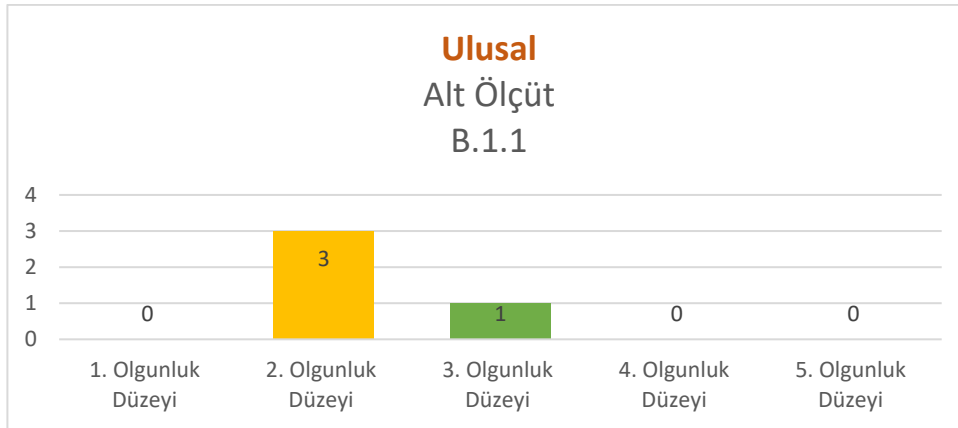 Ulusal
Alt Ölçüt
B.1.1
4
3
2
1
0
0
3
1
0
0
1. Olgunluk
Düzeyi
2. Olgunluk
Düzeyi
3. Olgunluk
Düzeyi
4. Olgunluk
Düzeyi
5. Olgunluk
Düzeyi